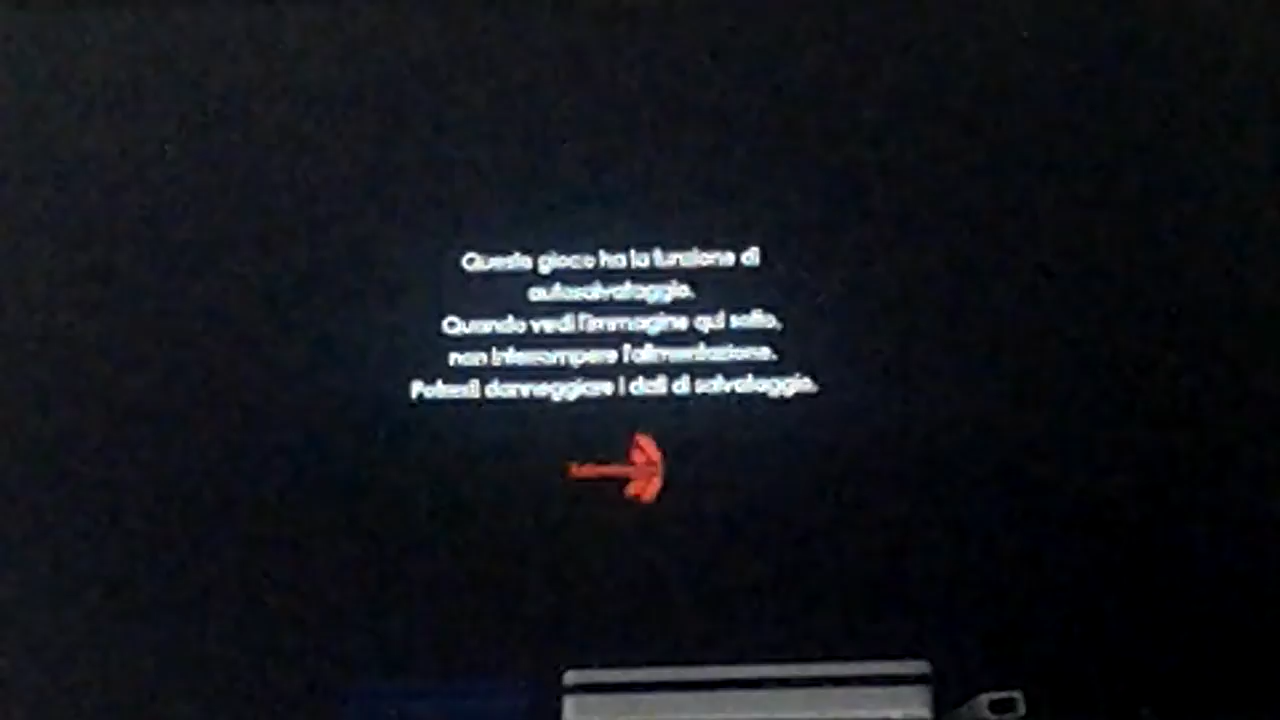 Questo gioco ha la funzione di
autosalvataggio.
Quando vedi l'immagine qui sotto,
non interrompere l'alimentazione.
Potresti danneggiare i dati di salvataggio.